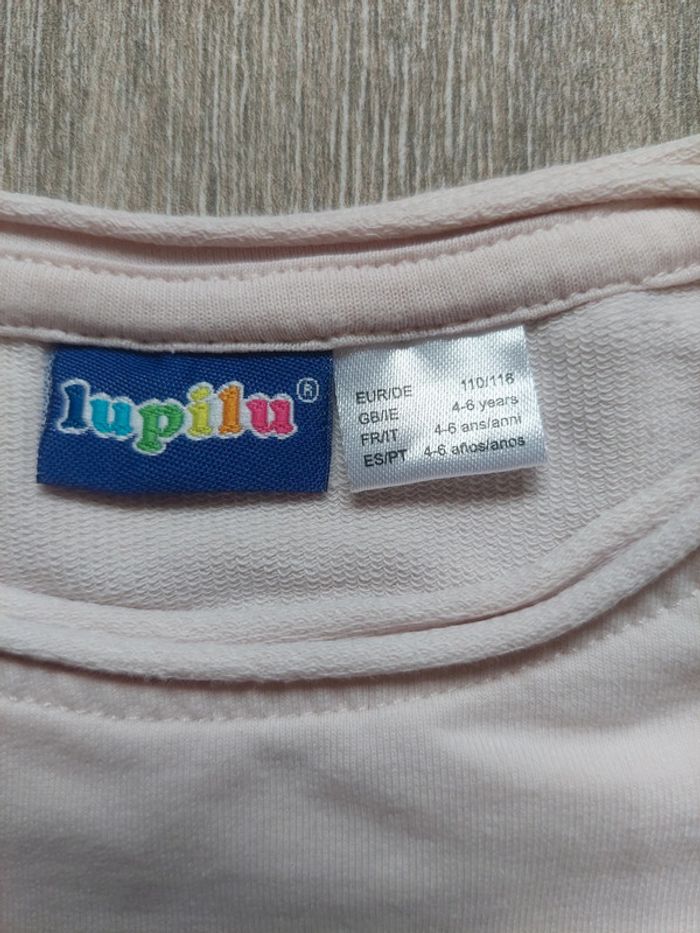 lupilu®
EUR/DE 110/116
GB/IE 4-6 years
FR/IT 4-6 ans/anni
ES/PT 4-6 años/anos